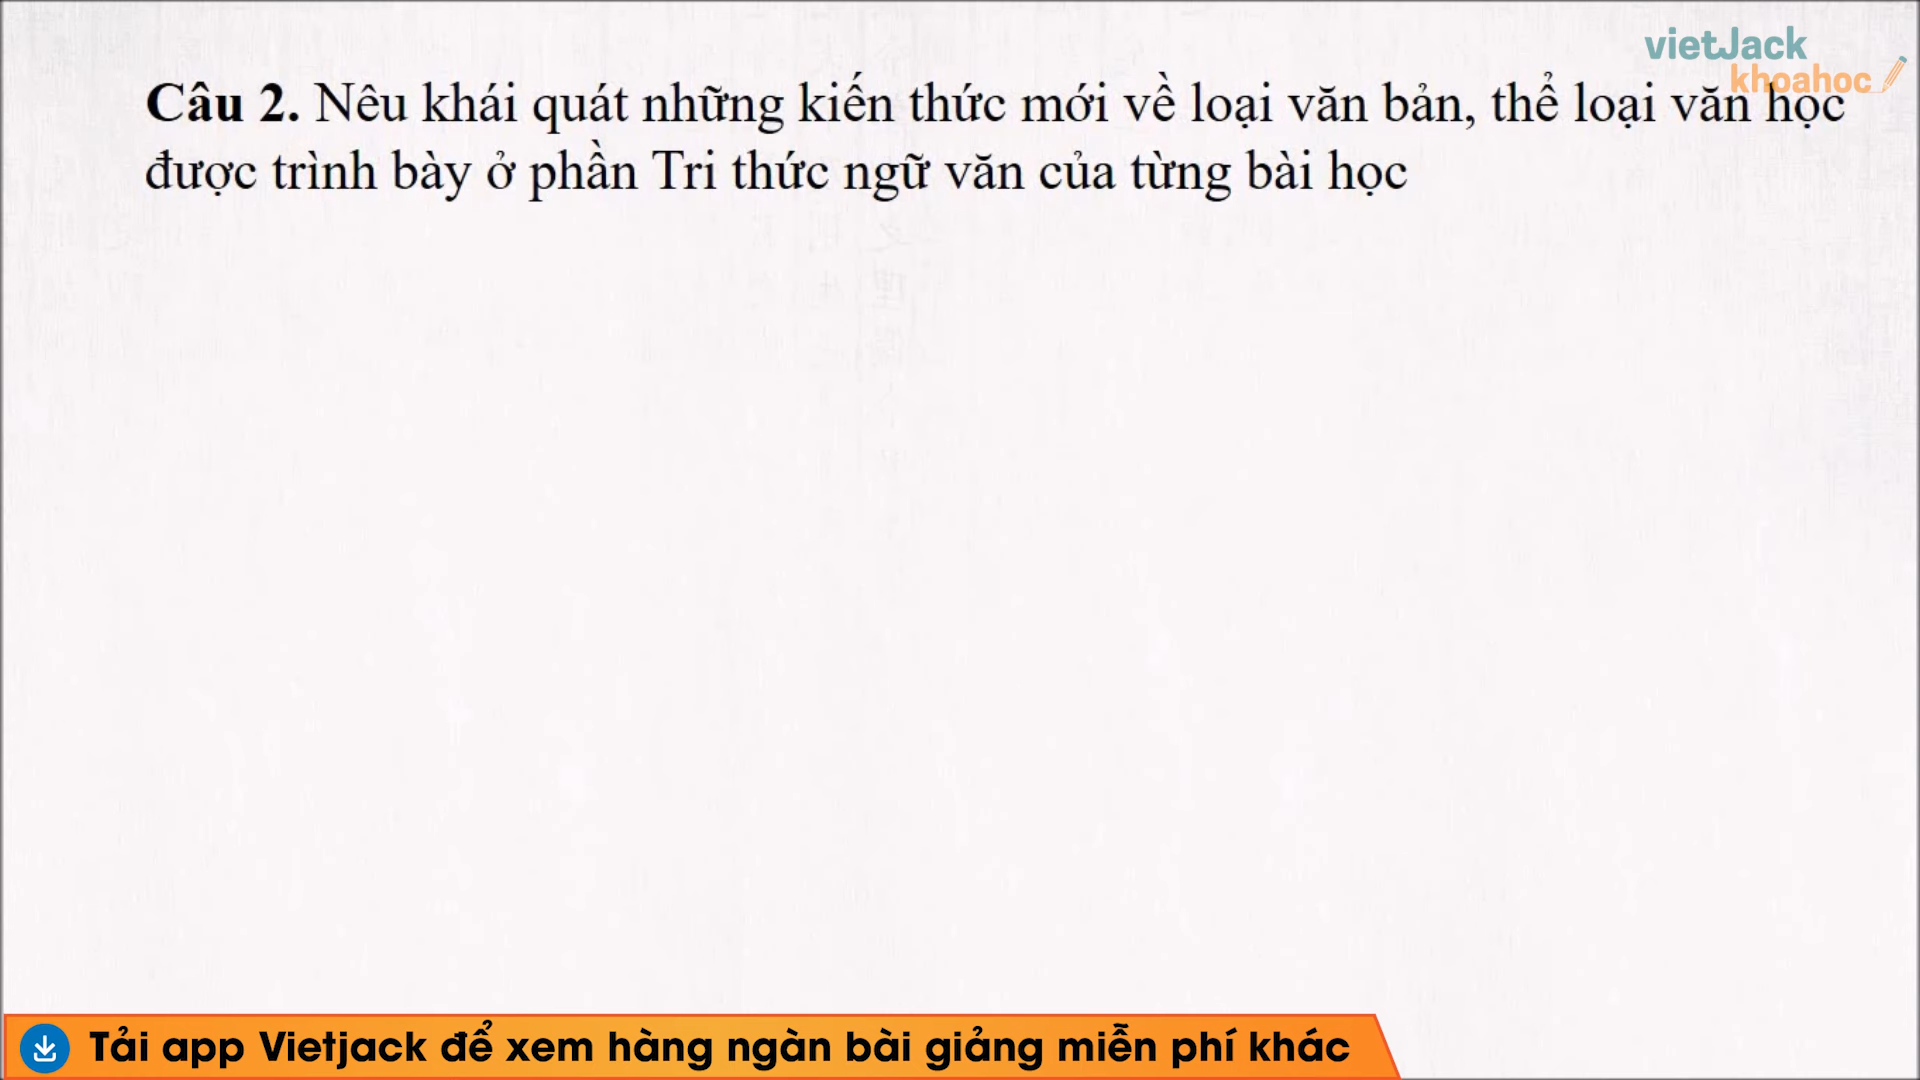 vietJack
khoahoc
Câu 2. Nêu khái quát những kiến thức mới về loại văn bản, thể loại văn học
được trình bày ở phần Tri thức ngữ văn của từng bài học
Tải app Vietjack để xem hàng ngàn bài giảng miễn phí khác